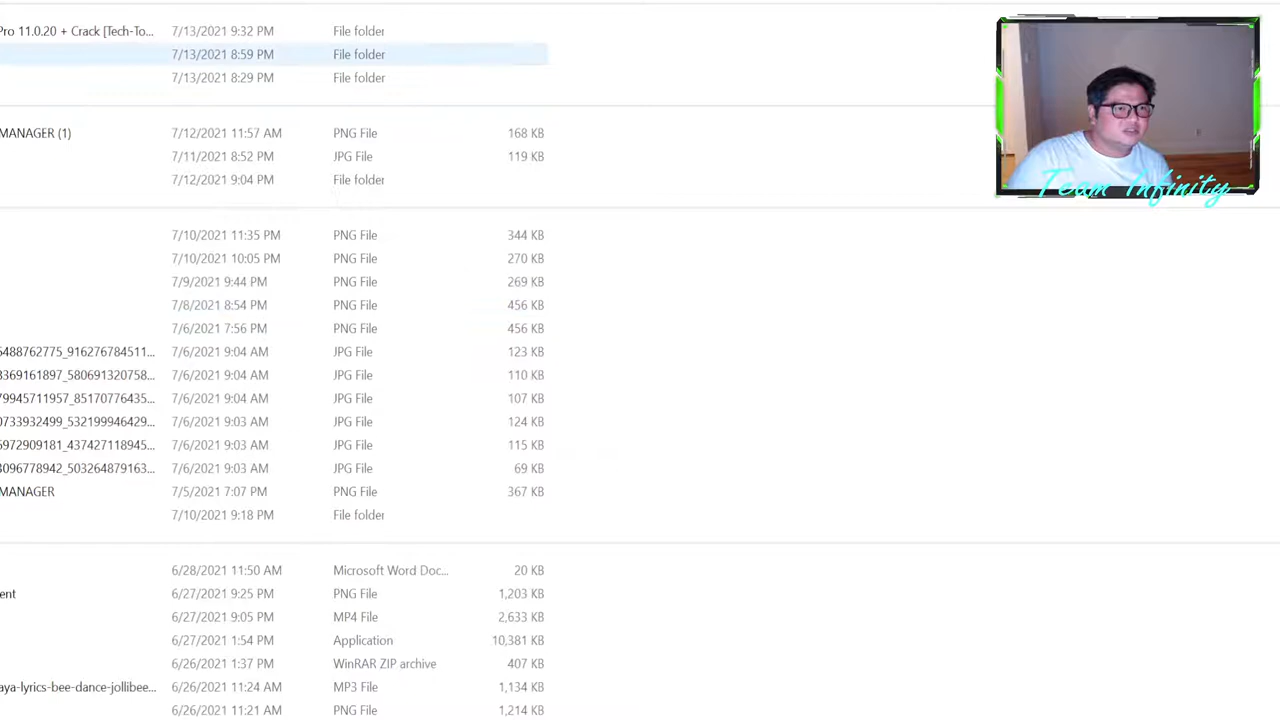 Pro 11.0.20 + Crack [Tech-To... 7/13/2021 9:32 PM File folder
7/13/2021 8:59 PM File folder
7/13/2021 8:29 PM File folder
MANAGER (1) 7/12/2021 11:57 AM PNG File 168 KB
7/11/2021 8:52 PM JPG File 119 KB
7/12/2021 9:04 PM File folder
Team Infinity
7/10/2021 11:35 PM PNG File 344 KB
7/10/2021 10:05 PM PNG File 270 KB
7/9/2021 9:44 PM PNG File 269 KB
7/8/2021 8:54 PM PNG File 456 KB
7/6/2021 7:56 PM PNG File 456 KB
5488762775_916276784511... 7/6/2021 9:04 AM JPG File 123 KB
3369161897_580691320758... 7/6/2021 9:04 AM JPG File 110 KB
79945711957_85170776435... 7/6/2021 9:04 AM JPG File 107 KB
0733932499_532199946429... 7/6/2021 9:03 AM JPG File 124 KB
5972909181_437427118945... 7/6/2021 9:03 AM JPG File 115 KB
4096778942_503264879163... 7/6/2021 9:03 AM JPG File 69 KB
MANAGER 7/5/2021 7:07 PM PNG File 367 KB
7/10/2021 9:18 PM File folder
6/28/2021 11:50 AM Microsoft Word Doc... 20 KB
ent 6/27/2021 9:25 PM PNG File 1,203 KB
6/27/2021 9:05 PM MP4 File 2,633 KB
6/27/2021 1:54 PM Application 10,381 KB
6/26/2021 1:37 PM WinRAR ZIP archive 407 KB
aya-lyrics-bee-dance-jollibee... 6/26/2021 11:24 AM MP3 File 1,134 KB
6/26/2021 11:21 AM PNG File 1,214 KB